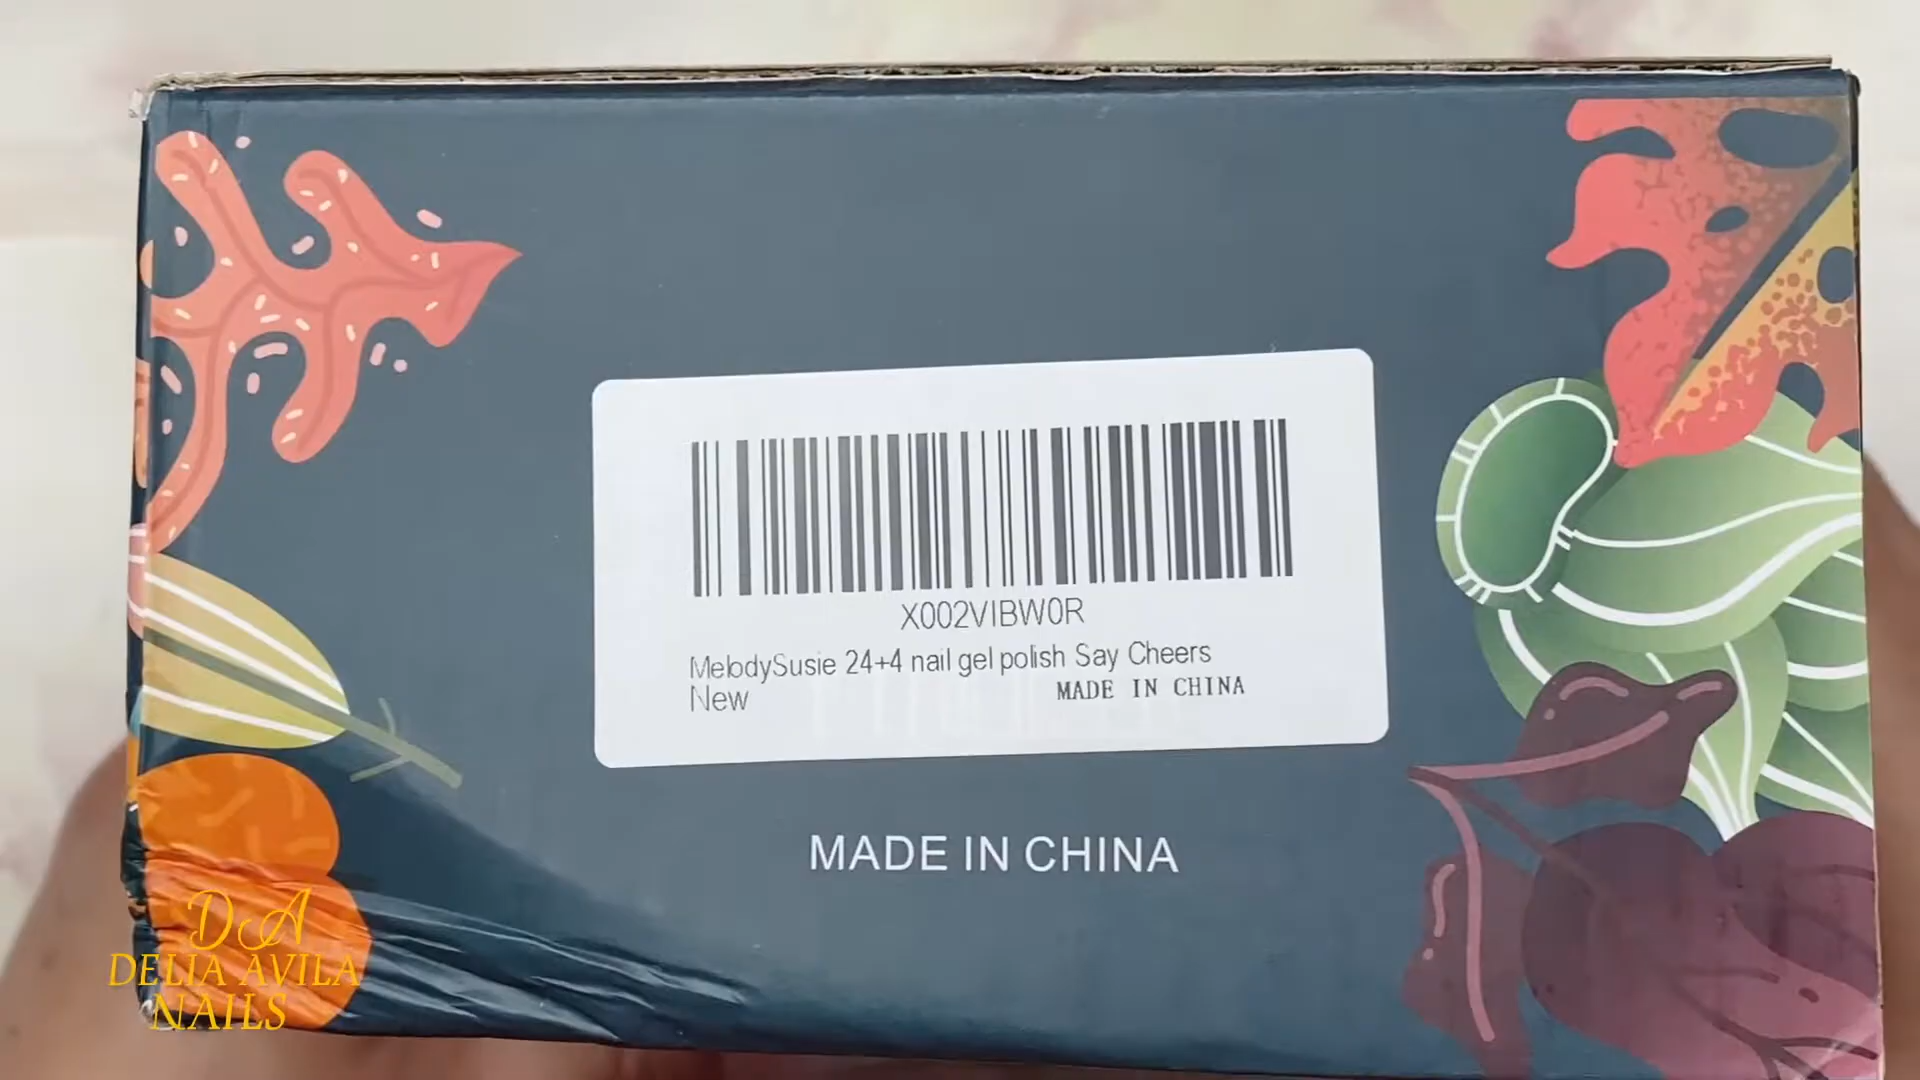 X002VIBW0R
MelodySusie 24+4 nail gel polish Say Cheers
New
MADE IN CHINA
MADE IN CHINA
DA
DELIA AVILA
NAILS